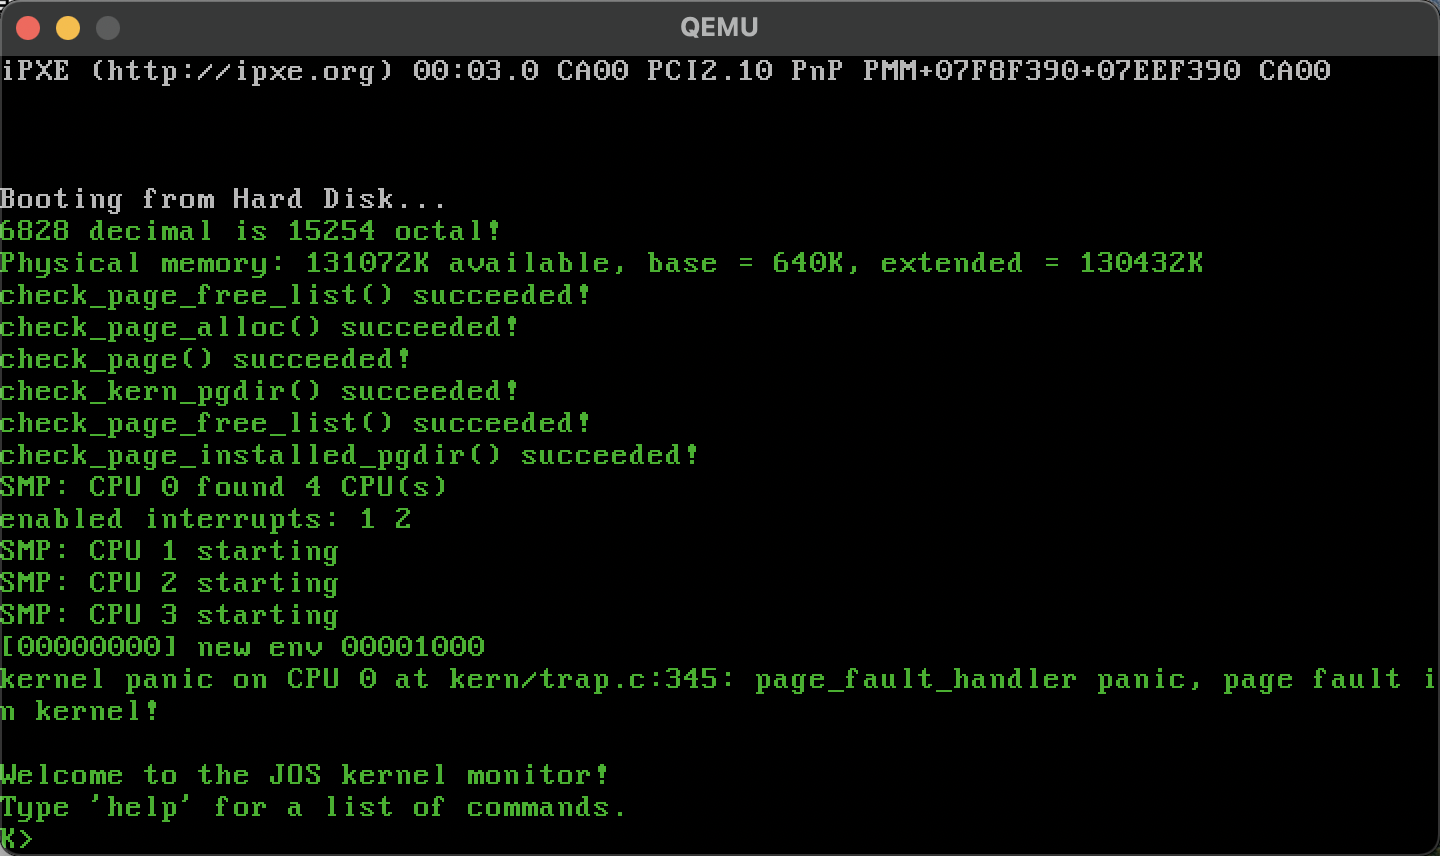 QEMU
iPXE (http://ipxe.org) 00:03.0 CA00 PCI2.10 PnP PMM+07F8F390+07EEF390 CA00
Booting from Hard Disk...
6828 decimal is 15254 octal!
Physical memory: 131072K available, base = 640K, extended = 130432K
check_page_free_list() succeeded!
check_page_alloc() succeeded!
check_page() succeeded!
check_kern_pgdir() succeeded!
check_page_free_list() succeeded!
check_page_installed_pgdir() succeeded!
SMP: CPU 0 found 4 CPU(s)
enabled interrupts: 1 2
SMP: CPU 1 starting
SMP: CPU 2 starting
SMP: CPU 3 starting
[00000000] new env 00001000
kernel panic on CPU 0 at kern/trap.c:345: page_fault_handler panic, page fault i
n kernel!
Welcome to the JOS kernel monitor!
Type 'help' for a list of commands.
K>